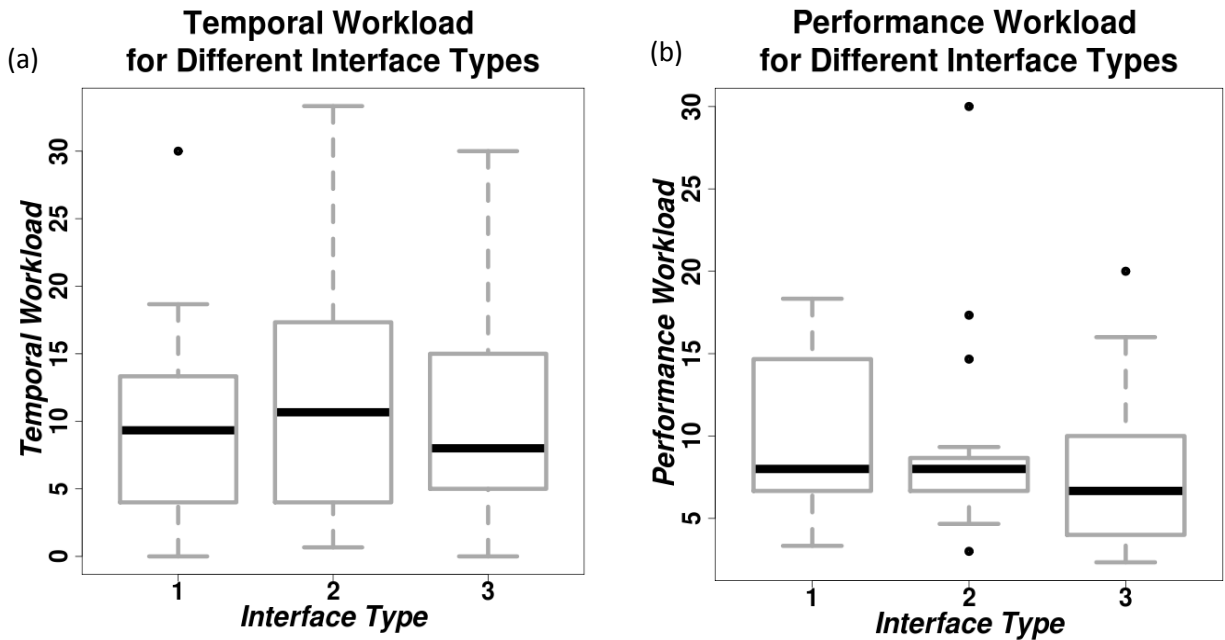 (a)
Temporal Workload
for Different Interface Types
Temporal Workload
30
25
20
15
10
5
0
1 2 3
Interface Type
(b)
Performance Workload
for Different Interface Types
Performance Workload
30
25
20
15
10
5
1 2 3
Interface Type